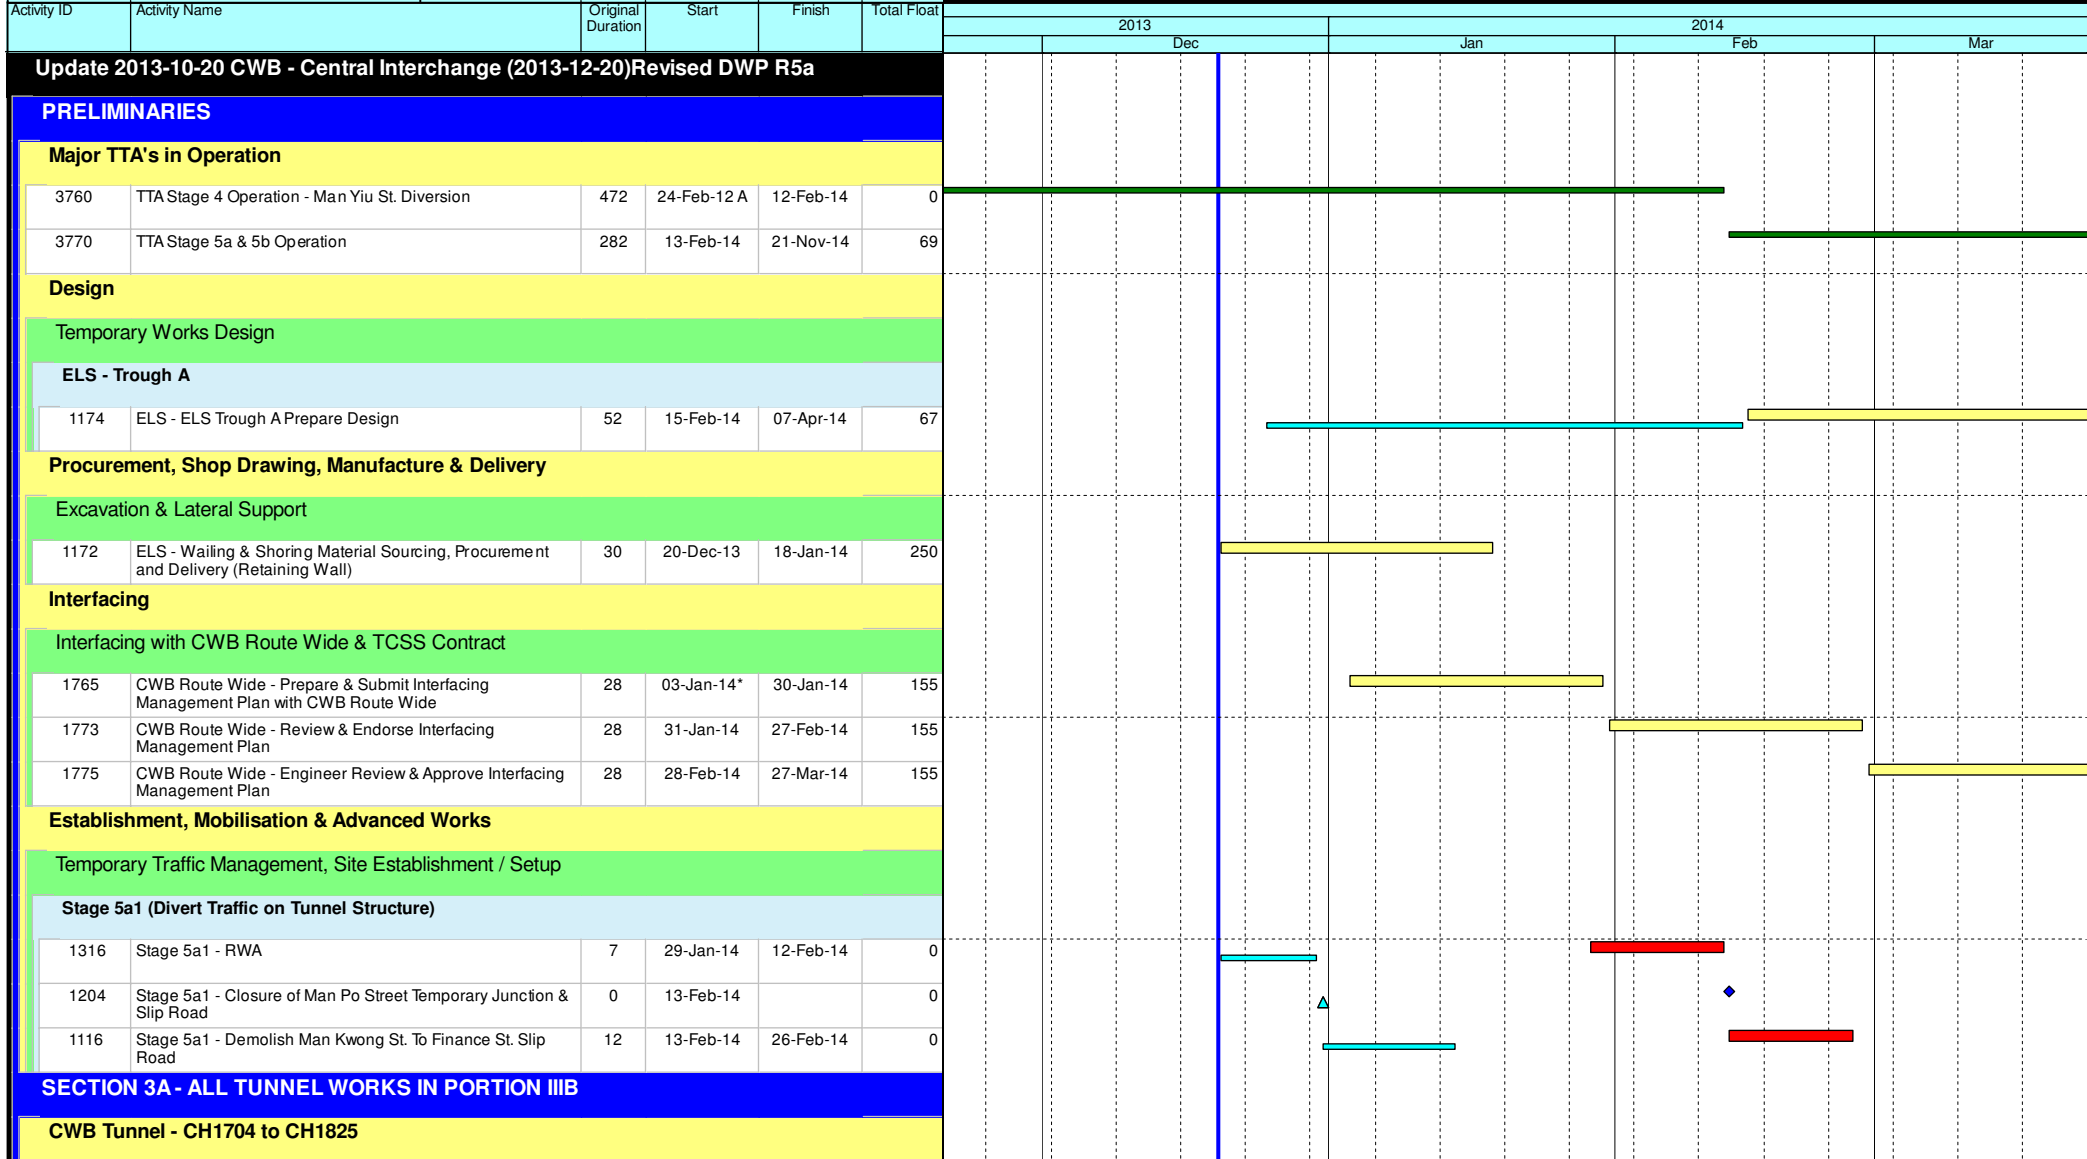 Activity ID Activity Name Original Duration Start Finish Total Float
2013 2014
Dec Jan Feb Mar
Update 2013-10-20 CWB - Central Interchange (2013-12-20)Revised DWP R5a
PRELIMINARIES
Major TTA's in Operation
3760 TTA Stage 4 Operation - Man Yiu St. Diversion 472 24-Feb-12 A 12-Feb-14 0
3770 TTA Stage 5a & 5b Operation 282 13-Feb-14 21-Nov-14 69
Design
Temporary Works Design
ELS - Trough A
1174 ELS - ELS Trough A Prepare Design 52 15-Feb-14 07-Apr-14 67
Procurement, Shop Drawing, Manufacture & Delivery
Excavation & Lateral Support
1172 ELS - Wailing & Shoring Material Sourcing, Procurement 30 20-Dec-13 18-Jan-14 250
and Delivery (Retaining Wall)
Interfacing
Interfacing with CWB Route Wide & TCSS Contract
1765 CWB Route Wide - Prepare & Submit Interfacing 28 03-Jan-14* 30-Jan-14 155
Management Plan with CWB Route Wide
1773 CWB Route Wide - Review & Endorse Interfacing 28 31-Jan-14 27-Feb-14 155
Management Plan
1775 CWB Route Wide - Engineer Review & Approve Interfacing 28 28-Feb-14 27-Mar-14 155
Management Plan
Establishment, Mobilisation & Advanced Works
Temporary Traffic Management, Site Establishment / Setup
Stage 5a1 (Divert Traffic on Tunnel Structure)
1316 Stage 5a1 - RWA 7 29-Jan-14 12-Feb-14 0
1204 Stage 5a1 - Closure of Man Po Street Temporary Junction & 0 13-Feb-14 0
Slip Road
1116 Stage 5a1 - Demolish Man Kwong St. To Finance St. Slip 12 13-Feb-14 26-Feb-14 0
Road
SECTION 3A - ALL TUNNEL WORKS IN PORTION IIIB
CWB Tunnel - CH1704 to CH1825